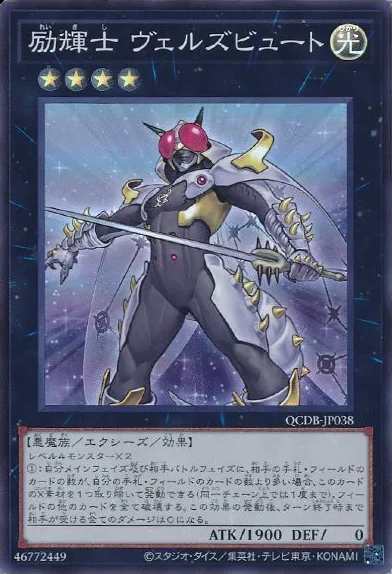 励輝士 ヴェルズビュート
光
QCDB-JP038
【悪魔族/エクシーズ/効果】
レベル4モンスター×2
①:自分メインフェイズ及び相手バトルフェイズに、相手の手札・フィールド
のカードの数が、自分の手札・フィールドのカードの数より多い場合、このカード
のX素材を1つ取り除いて発動できる(同一チェーン上では1度まで)。フィー
ルドの他のカードを全て破壊する。この効果の発動後、ターン終了時まで
相手が受ける全てのダメージは0になる。
ATK/1900 DEF/ 0
46772449 ©スタジオ・ダイス/集英社・テレビ東京・KONAMI